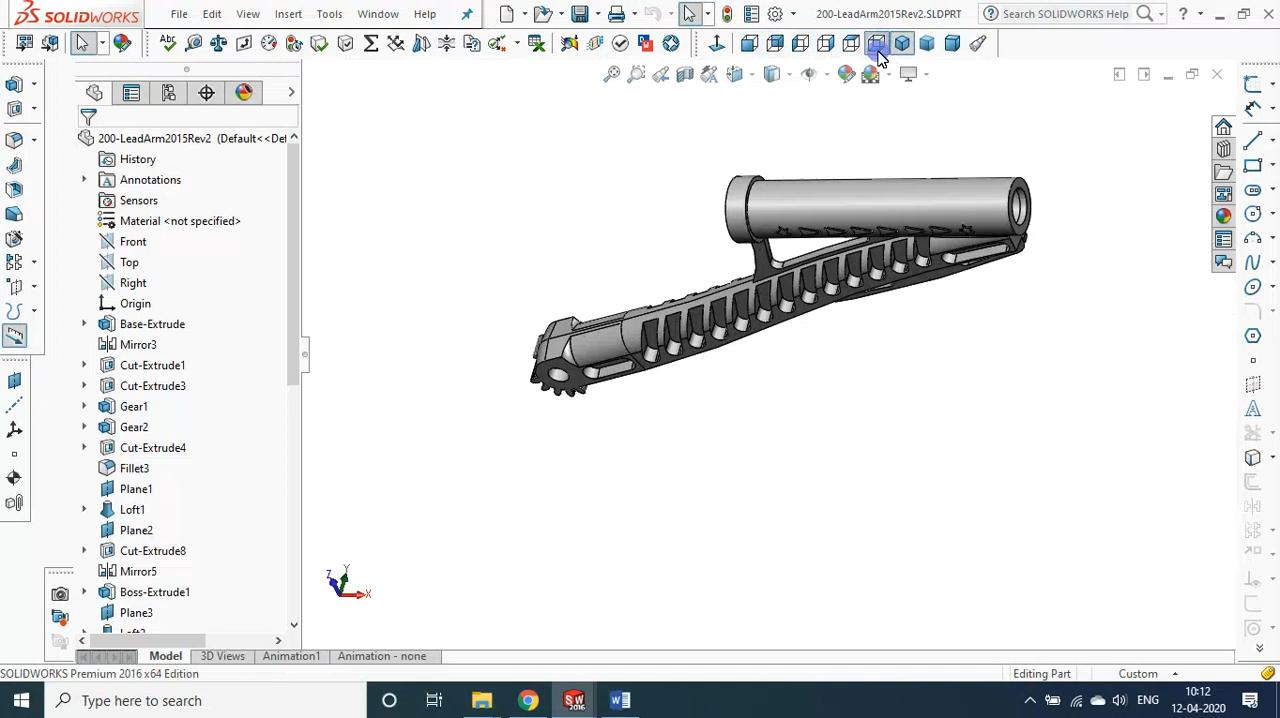 SOLIDWORKS File Edit View Insert Tools Window Help 200-LeadArm2015Rev2.SLDPRT Search SOLIDWORKS Help
200-LeadArm2015Rev2 (Default<<Def
History
Annotations
Sensors
Material <not specified>
Front
Top
Right
Origin
Base-Extrude
Mirror3
Cut-Extrude1
Cut-Extrude3
Gear1
Gear2
Cut-Extrude4
Fillet3
Plane1
Loft1
Plane2
Cut-Extrude8
Mirror5
Boss-Extrude1
Plane3
Y
Z
X
Model 3D Views Animation1 Animation - none
SOLIDWORKS Premium 2016 x64 Edition Editing Part Custom
Type here to search ENG 10:12
12-04-2020